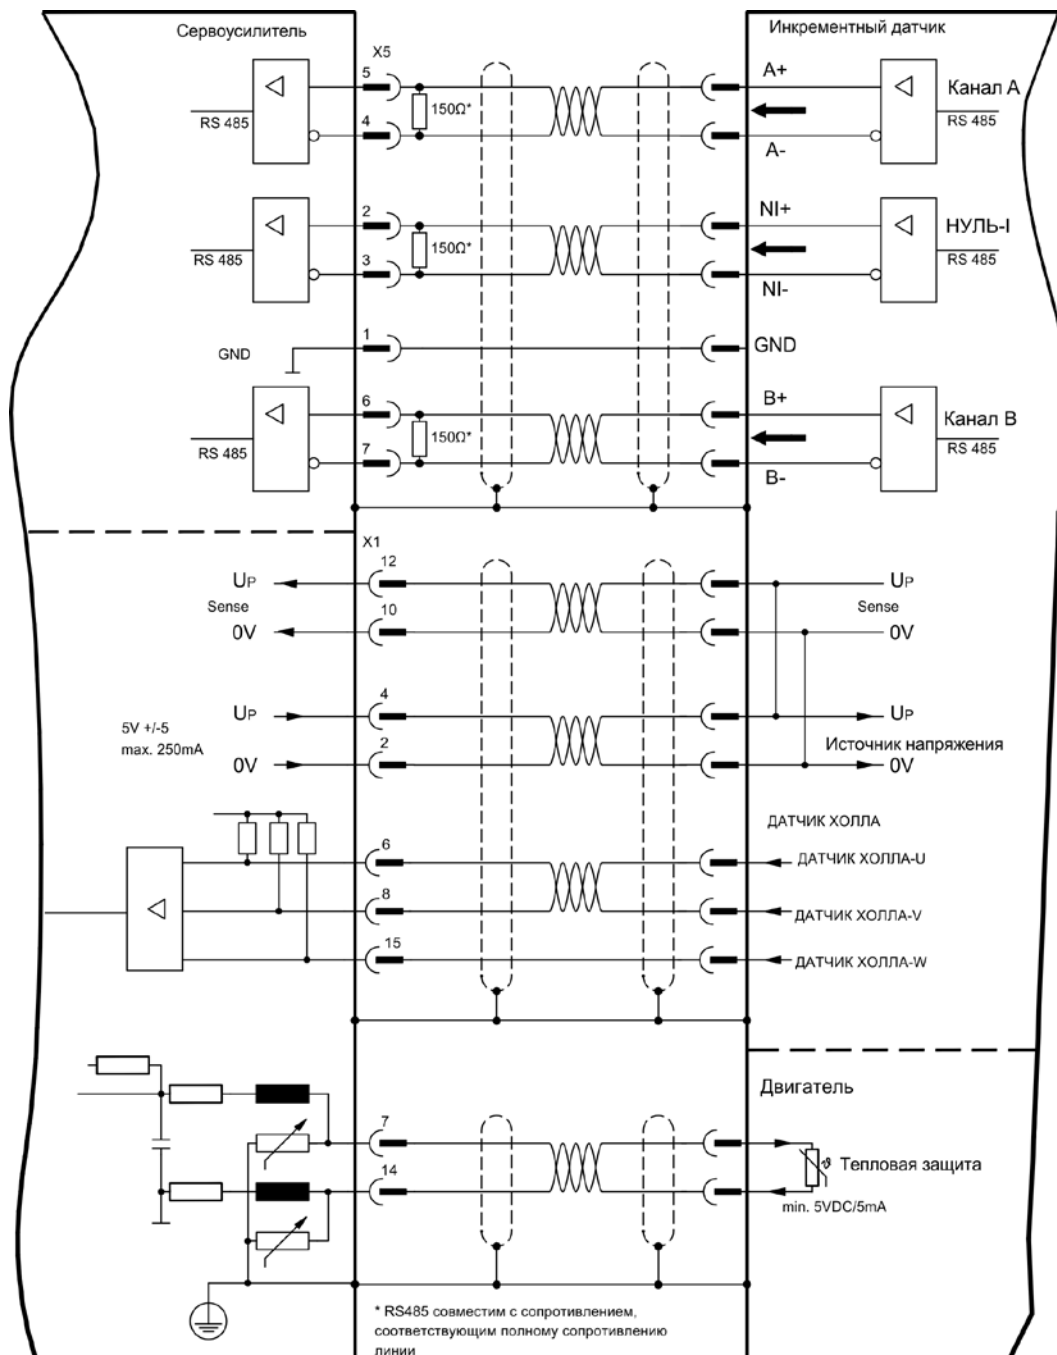 Сервоусилитель
Инкрементный датчик
X5
5
A+
Канал A
150Ω*
RS 485
RS 485
4
A-
2
NI+
НУЛЬ-I
150Ω*
RS 485
RS 485
3
NI-
1
GND
GND
6
B+
Канал B
150Ω*
RS 485
RS 485
7
B-
X1
12
UP
UP
Sense
10
Sense
0V
0V
4
UP
UP
5V +/-5
max. 250mA
2
Источник напряжения
0V
0V
ДАТЧИК ХОЛЛА
6
ДАТЧИК ХОЛЛА-U
8
ДАТЧИК ХОЛЛА-V
15
ДАТЧИК ХОЛЛА-W
Двигатель
7
ϑ Тепловая защита
14
min. 5VDC/5mA
* RS485 совместим с сопротивлением,
соответствующим полному сопротивлению
линии